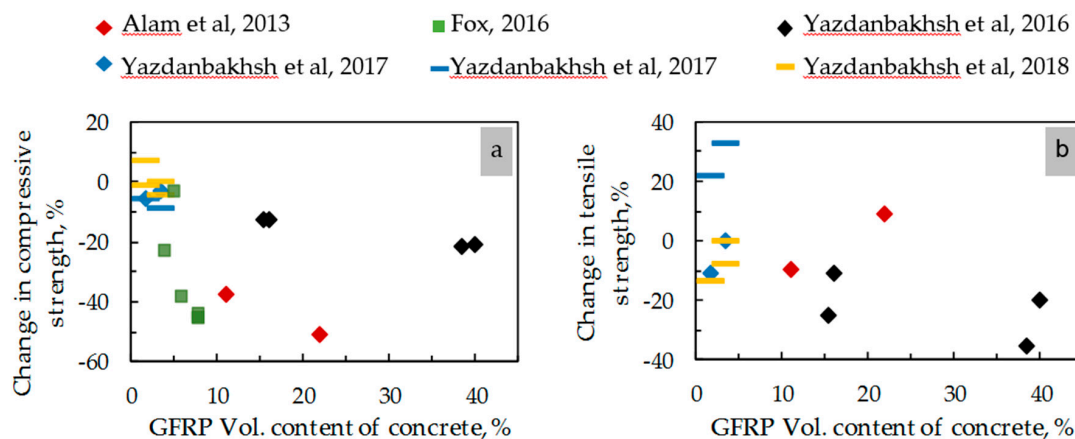 Alam et al, 2013
Fox, 2016
Yazdanbakhsh et al, 2016
Yazdanbakhsh et al, 2017
Yazdanbakhsh et al, 2017
Yazdanbakhsh et al, 2018
Change in compressive
strength, %
20
0
-20
-40
-60
a
0
10
20
30
40
GFRP Vol. content of concrete, %
Change in tensile
strength,%
40
20
0
-20
-40
b
0
10
20
30
40
GFRP Vol. content of concrete, %